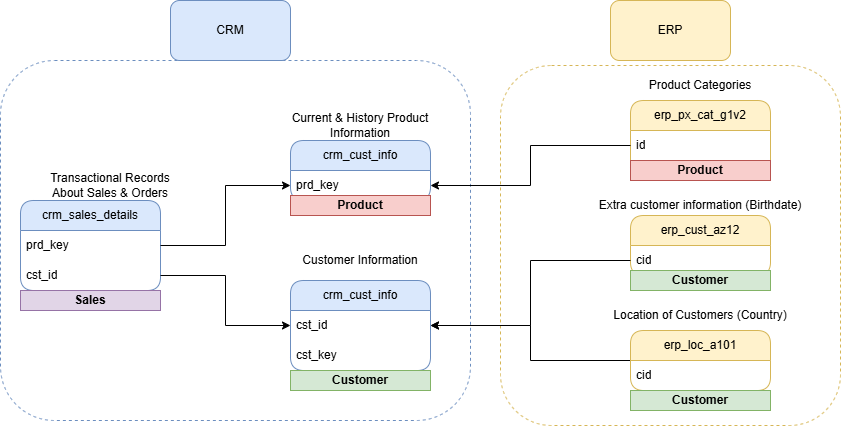 CRM
ERP
Transactional Records
About Sales & Orders
crm_sales_details
prd_key
cst_id
Sales
Current & History Product
Information
crm_cust_info
prd_key
Product
Customer Information
crm_cust_info
cst_id
cst_key
Customer
Product Categories
erp_px_cat_g1v2
id
Product
Extra customer information (Birthdate)
erp_cust_az12
cid
Customer
Location of Customers (Country)
erp_loc_a101
cid
Customer